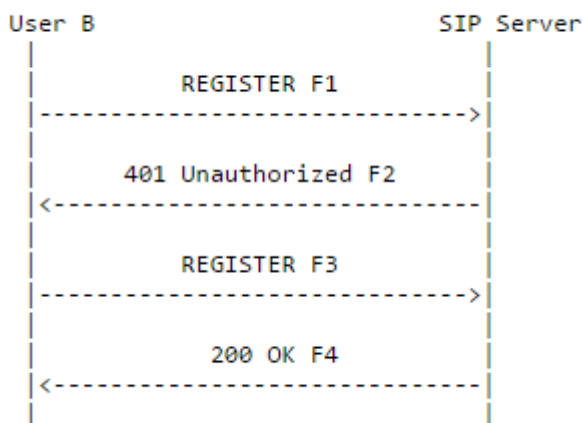 User B SIP Server
REGISTER F1
401 Unauthorized F2
REGISTER F3
200 OK F4